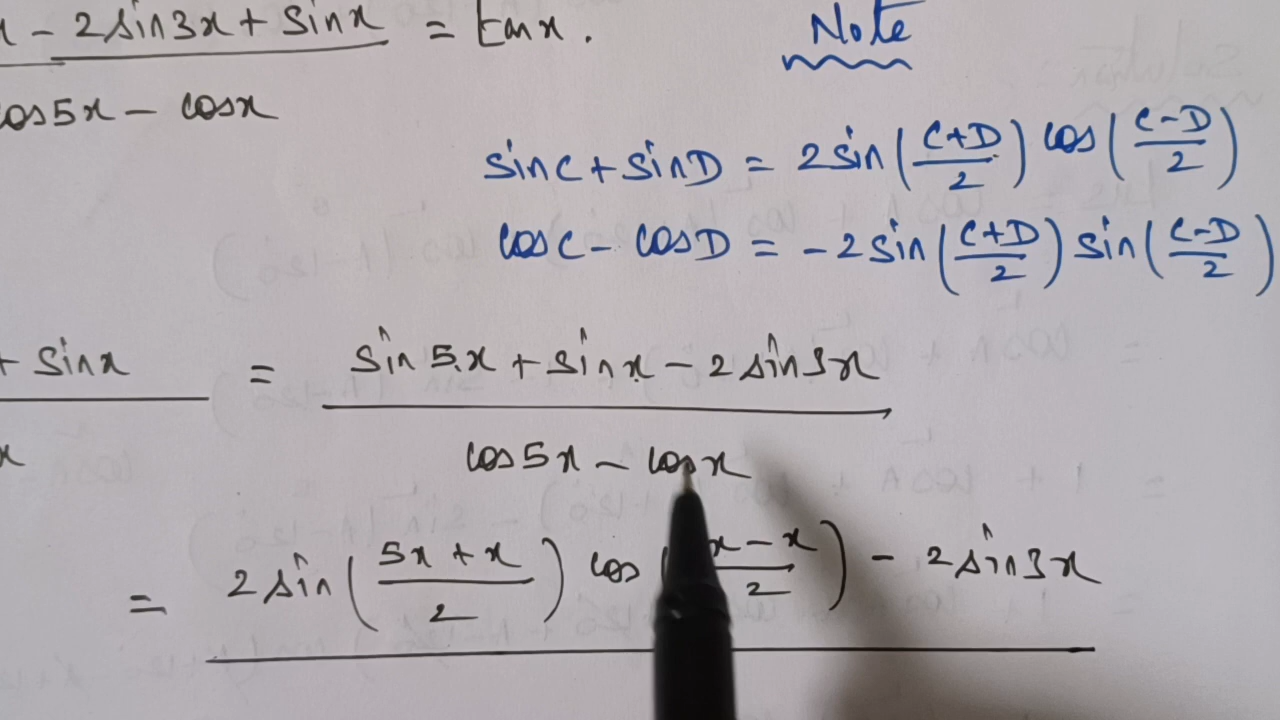 x - 2sin3x + sinx = tanx.
Note
cos5x - cosx
sinC + sinD = 2sin((C+D)/2) cos((C-D)/2)
cosC - cosD = -2sin((C+D)/2) sin((C-D)/2)
+ sinx = sin5x + sinx - 2sin3x
x cos5x - cosx
= 2sin((5x+x)/2) cos( x-x/2) - 2sin3x